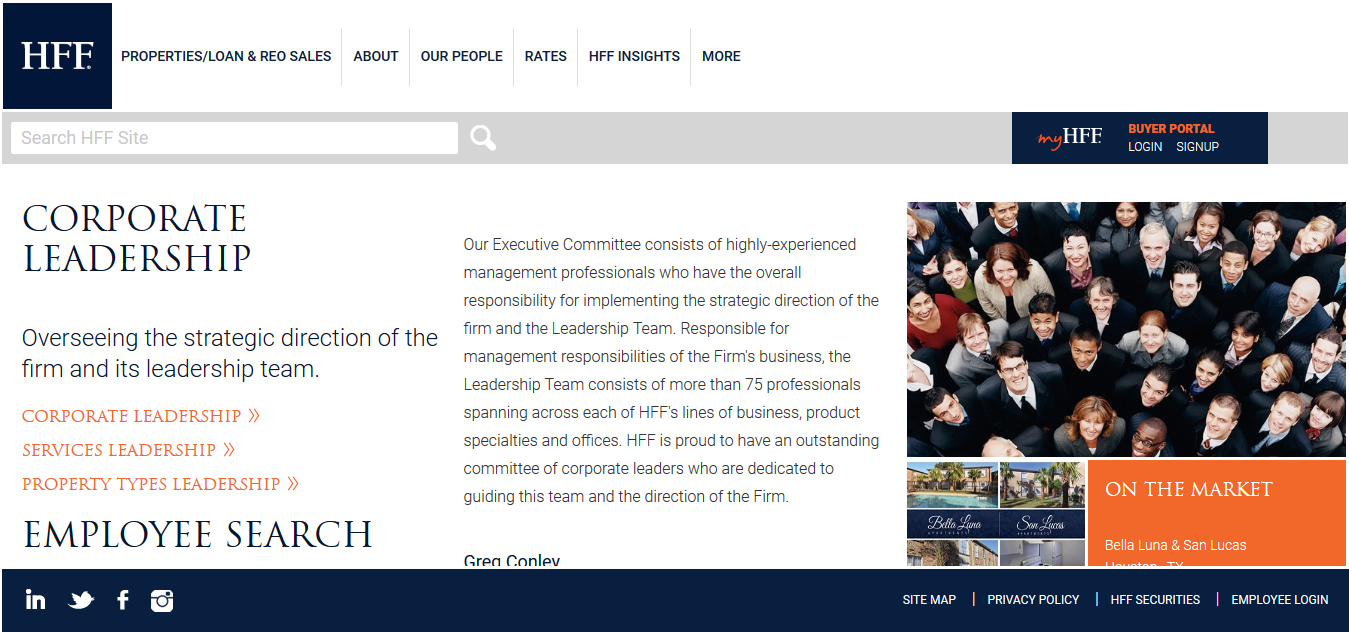 HFF
PROPERTIES/LOAN & REO SALES
ABOUT
OUR PEOPLE
RATES
HFF INSIGHTS
MORE
Search HFF Site
myHFF
BUYER PORTAL
LOGIN SIGNUP
CORPORATE
LEADERSHIP
Overseeing the strategic direction of the
firm and its leadership team.
CORPORATE LEADERSHIP »
SERVICES LEADERSHIP »
PROPERTY TYPES LEADERSHIP »
EMPLOYEE SEARCH
Our Executive Committee consists of highly-experienced
management professionals who have the overall
responsibility for implementing the strategic direction of the
firm and the Leadership Team. Responsible for
management responsibilities of the Firm's business, the
Leadership Team consists of more than 75 professionals
spanning across each of HFF's lines of business, product
specialties and offices. HFF is proud to have an outstanding
committee of corporate leaders who are dedicated to
guiding this team and the direction of the Firm.
Greg Conley
Bella Luna
APARTMENTS
San Lucas
APARTMENTS
ON THE MARKET
Bella Luna & San Lucas
Houston, TX
in
f
SITE MAP | PRIVACY POLICY | HFF SECURITIES | EMPLOYEE LOGIN